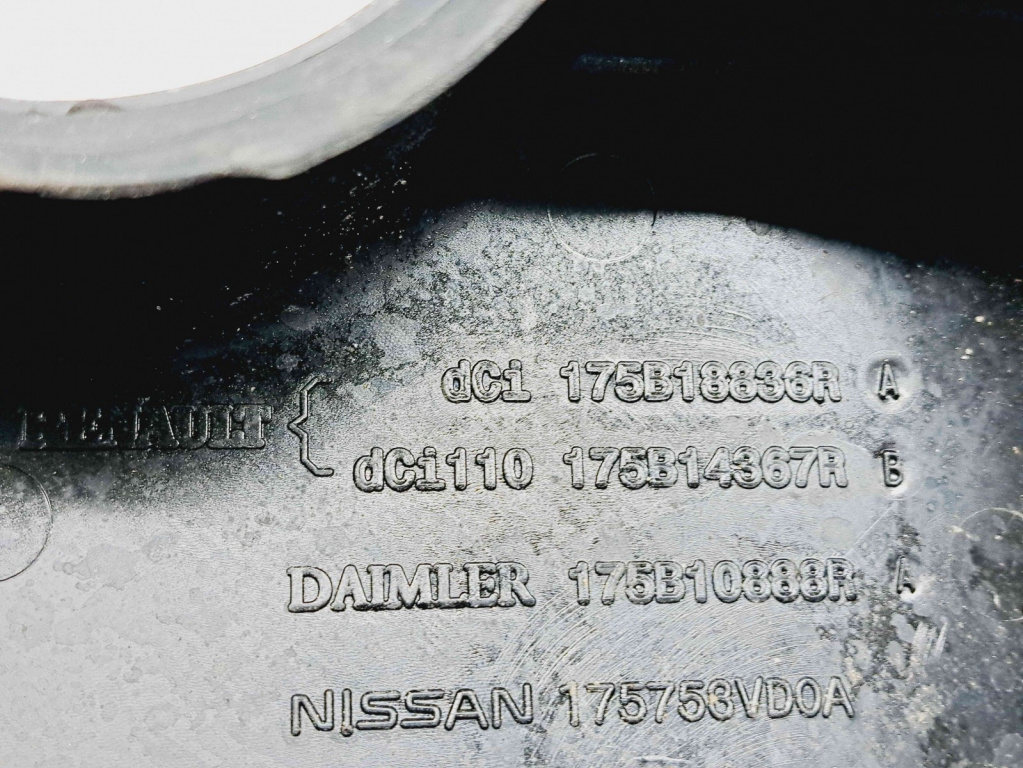 dCi 175B18836R A
RENAULT {
dCi110 175B14367R B
DAIMLER 175B10888R A
NISSAN 175753VD0A